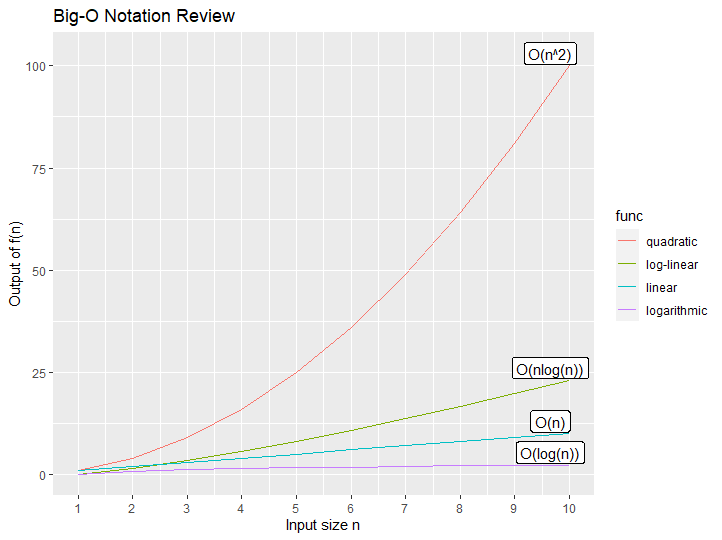 Big-O Notation Review
O(n^2)
100
75
50
25
0
Output of f(n)
O(nlog(n))
O(n)
O(log(n))
1 2 3 4 5 6 7 8 9 10
Input size n
func
quadratic
log-linear
linear
logarithmic